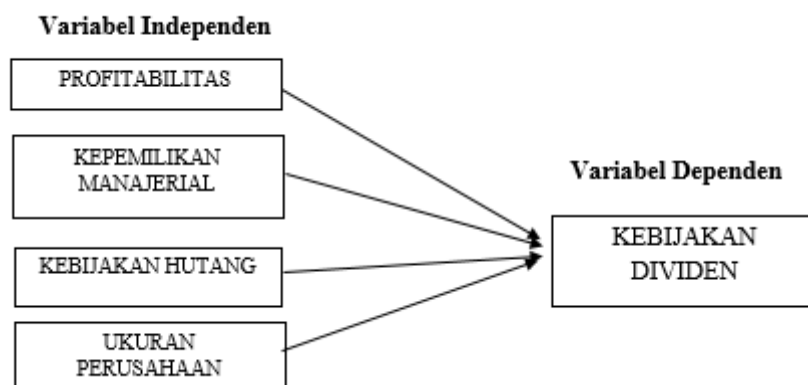 Variabel Independen
PROFITABILITAS
KEPEMILIKAN
MANAJERIAL
KEBIJAKAN HUTANG
UKURAN
PERUSAHAAN
Variabel Dependen
KEBIJAKAN
DIVIDEN